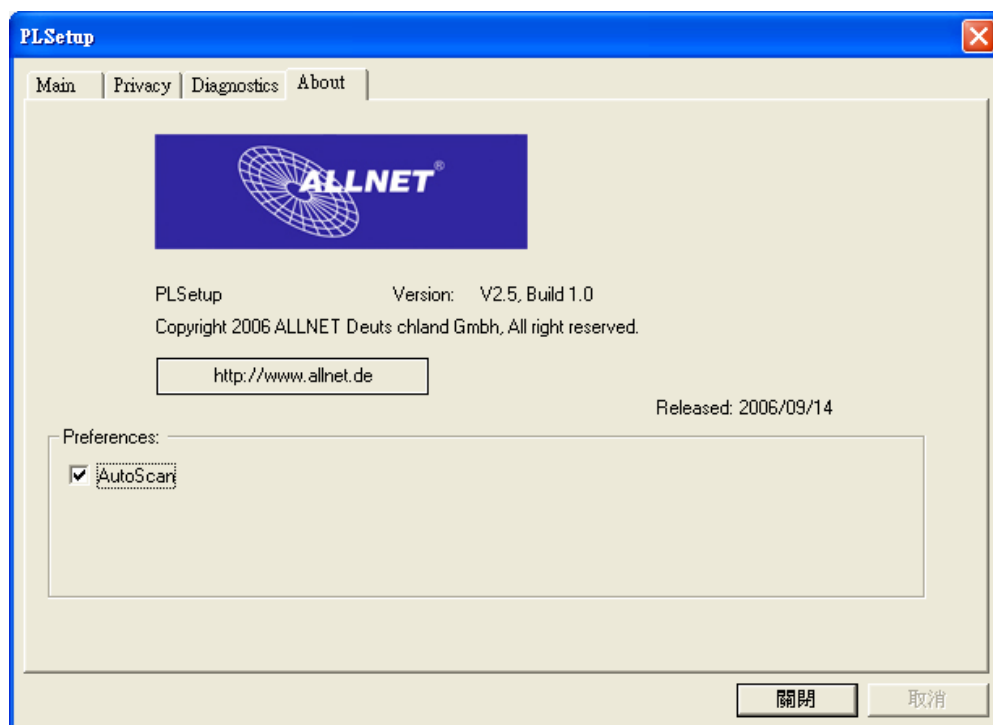 PLSetup
Main Privacy Diagnostics About
ALLNET®
PLSetup Version: V2.5, Build 1.0
Copyright 2006 ALLNET Deuts chland Gmbh, All right reserved.
http://www.allnet.de
Released: 2006/09/14
Preferences:
AutoScan
關閉 取消